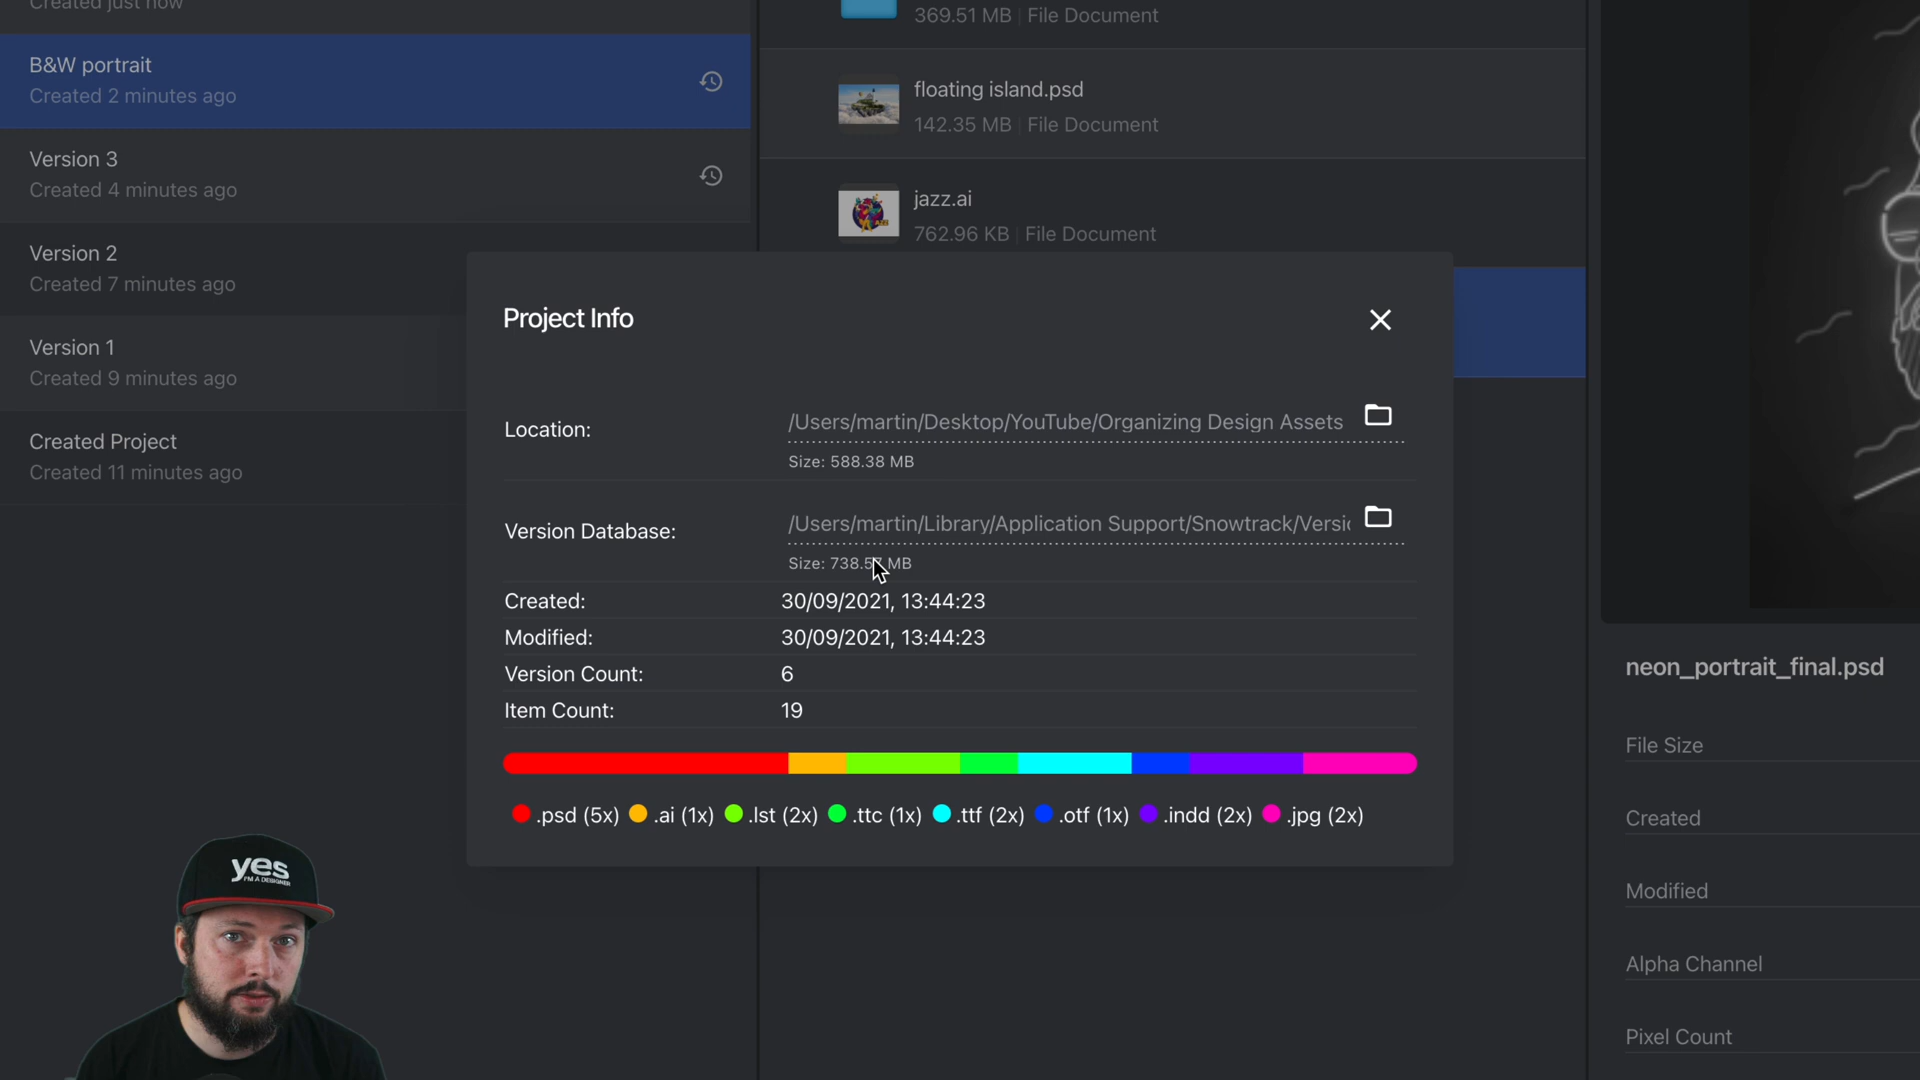 Created just now
B&W portrait
Created 2 minutes ago
Version 3
Created 4 minutes ago
Version 2
Created 7 minutes ago
Version 1
Created 9 minutes ago
Created Project
Created 11 minutes ago
369.51 MB | File Document
floating island.psd
142.35 MB | File Document
jazz.ai
762.96 KB | File Document
Project Info
Location:
/Users/martin/Desktop/YouTube/Organizing Design Assets
Size: 588.38 MB
Version Database:
/Users/martin/Library/Application Support/Snowtrack/Versic
Size: 738.57 MB
Created:
30/09/2021, 13:44:23
Modified:
30/09/2021, 13:44:23
Version Count:
6
Item Count:
19
.psd (5x) .ai (1x) .lst (2x) .ttc (1x) .ttf (2x) .otf (1x) .indd (2x) .jpg (2x)
neon_portrait_final.psd
File Size
Created
Modified
Alpha Channel
Pixel Count
yes
I'M A DESIGNER